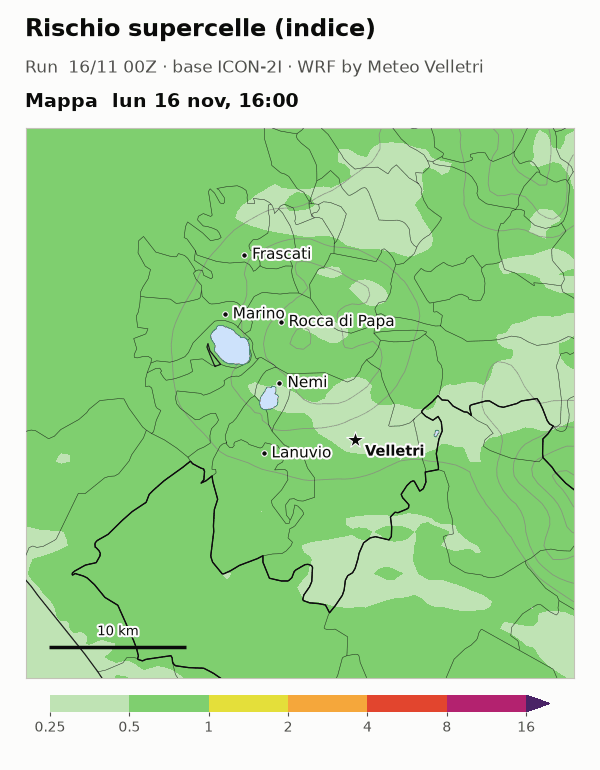 Rischio supercelle (indice)
Run  16/11 00Z · base ICON-2I · WRF by Meteo Velletri
Mappa  lun 16 nov, 16:00
Frascati
Marino
Rocca di Papa
Nemi
Velletri
Lanuvio
10 km
0.25 0.5 1 2 4 8 16